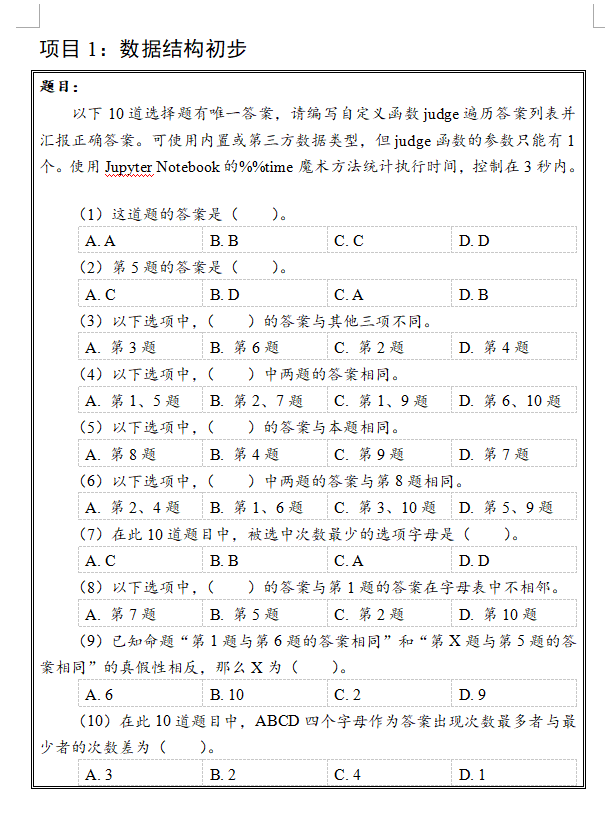 项目 1：数据结构初步
题目：
以下 10 道选择题有唯一答案，请编写自定义函数 judge 遍历答案列表并
汇报正确答案。可使用内置或第三方数据类型，但 judge 函数的参数只能有 1
个。使用 Jupyter Notebook 的%%time 魔术方法统计执行时间，控制在 3 秒内。
（1）这道题的答案是（ ）。
A. A B. B C. C D. D
（2）第 5 题的答案是（ ）。
A. C B. D C. A D. B
（3）以下选项中，（ ）的答案与其他三项不同。
A. 第 3 题 B. 第 6 题 C. 第 2 题 D. 第 4 题
（4）以下选项中，（ ）中两题的答案相同。
A. 第 1、5 题 B. 第 2、7 题 C. 第 1、9 题 D. 第 6、10 题
（5）以下选项中，（ ）的答案与本题相同。
A. 第 8 题 B. 第 4 题 C. 第 9 题 D. 第 7 题
（6）以下选项中，（ ）中两题的答案与第 8 题相同。
A. 第 2、4 题 B. 第 1、6 题 C. 第 3、10 题 D. 第 5、9 题
（7）在此 10 道题目中，被选中次数最少的选项字母是（ ）。
A. C B. B C. A D. D
（8）以下选项中，（ ）的答案与第 1 题的答案在字母表中不相邻。
A. 第 7 题 B. 第 5 题 C. 第 2 题 D. 第 10 题
（9）已知命题“第 1 题与第 6 题的答案相同”和“第 X 题与第 5 题的答
案相同”的真假性相反，那么 X 为（ ）。
A. 6 B. 10 C. 2 D. 9
（10）在此 10 道题目中，ABCD 四个字母作为答案出现次数最多者与最
少者的次数差为（ ）。
A. 3 B. 2 C. 4 D. 1